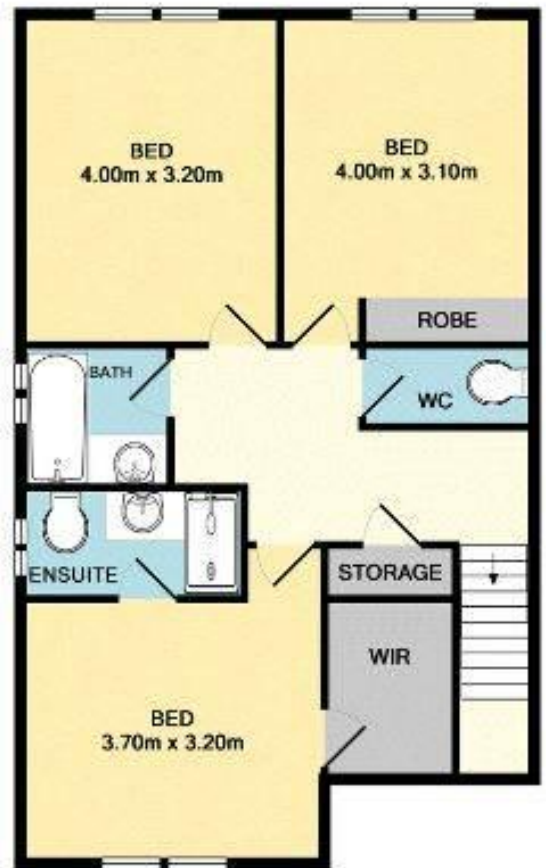 BED
4.00m x 3.20m
BED
4.00m x 3.10m
ROBE
BATH
WC
ENSUITE
STORAGE
WIR
BED
3.70m x 3.20m